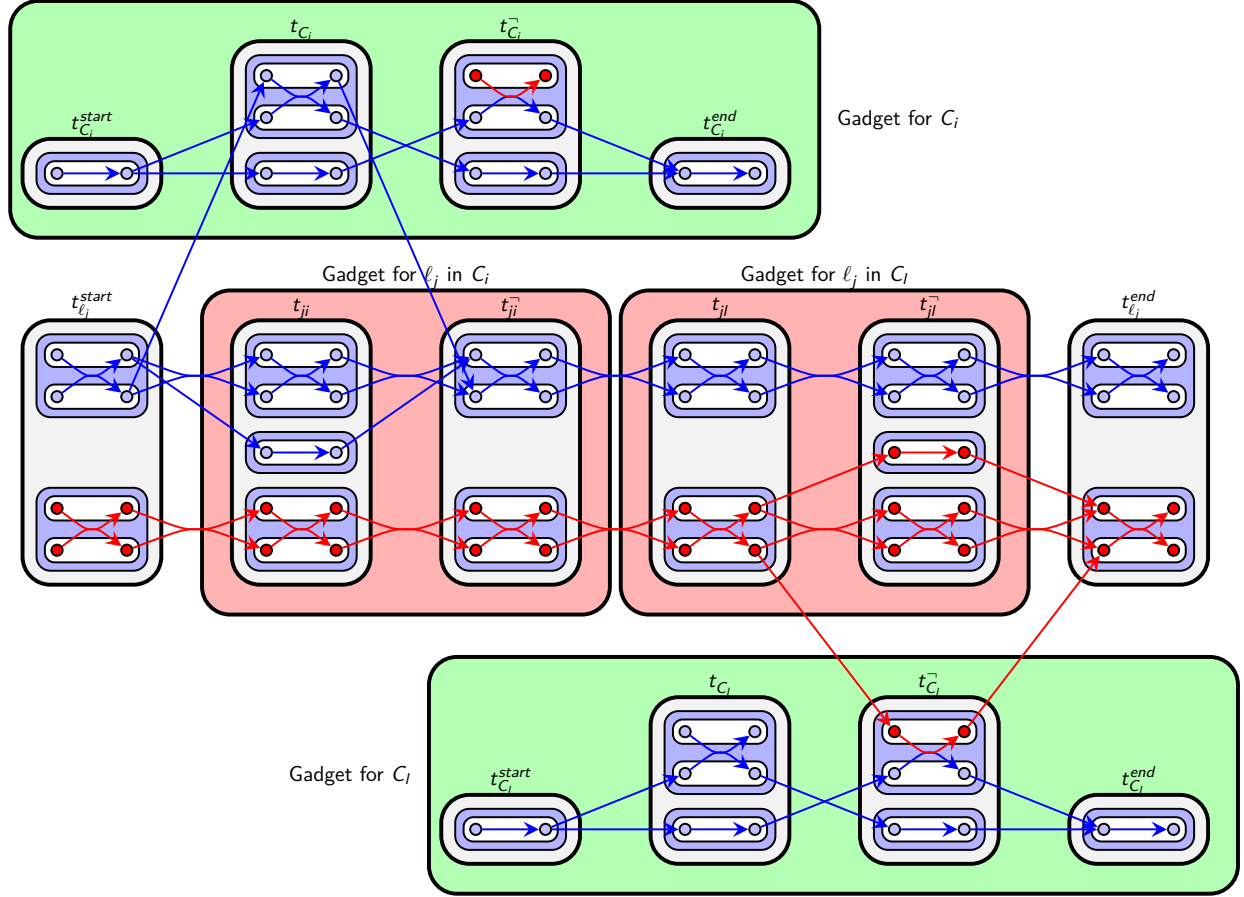 t_{C_i} t_{C_i}^¬
t_{C_i}^{start} t_{C_i}^{end} Gadget for C_i
Gadget for ℓ_j in C_i Gadget for ℓ_j in C_l
t_{ℓ_j}^{start} t_{ji} t_{ji}^¬ t_{jl} t_{jl}^¬ t_{ℓ_j}^{end}
t_{C_l} t_{C_l}^¬
Gadget for C_l t_{C_l}^{start} t_{C_l}^{end}